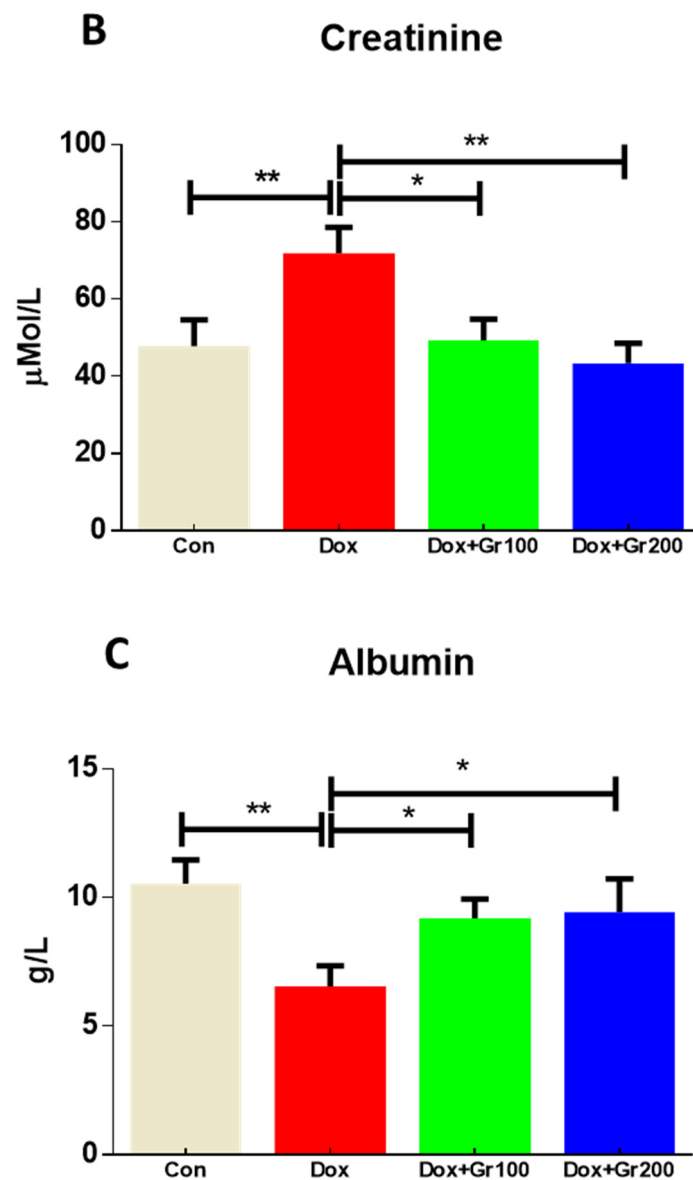 B
Creatinine
100
**
**
*
80
60
μMol/L
40
20
0
Con
Dox
Dox+Gr100
Dox+Gr200
C
Albumin
15
*
**
*
10
g/L
5
0
Con
Dox
Dox+Gr100
Dox+Gr200